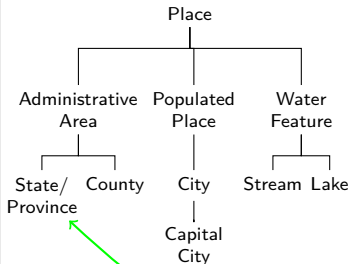 Place
Administrative Area
Populated Place
Water Feature
State/
Province
County
City
Stream
Lake
Capital
City